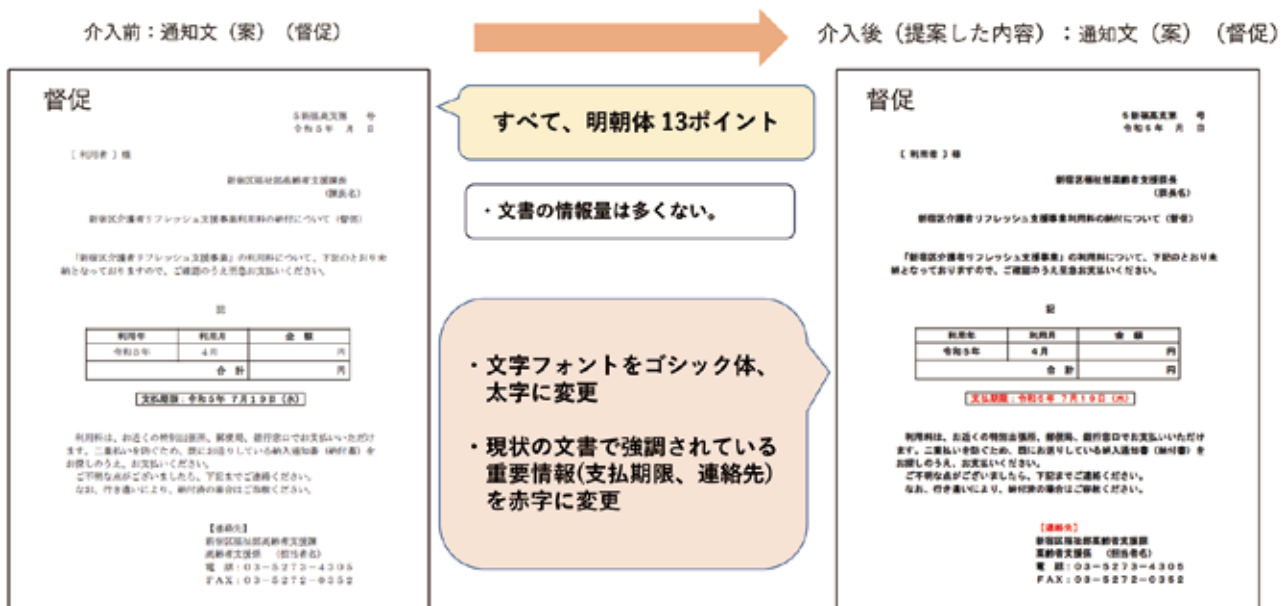 介入前：通知文（案）（督促）
介入後（提案した内容）：通知文（案）（督促）
督促
5新福高支第　号
令和5年　月　日
［ 利用者 ］様
新宿区福祉部高齢者支援課長
（課長名）
新宿区介護者リフレッシュ支援事業利用料の納付について（督促）
「新宿区介護者リフレッシュ支援事業」の利用料について、下記のとおり未
納となっておりますので、ご確認のうえ至急お支払いください。
記
利用年　利用月　金　額
令和5年　4月　円
合　計　円
支払期限：令和5年 7月19日（水）
利用料は、お近くの特別出張所、郵便局、銀行窓口でお支払いいただけ
ます。二重払いを防ぐため、既にお送りしている納入通知書（納付書）を
お探しのうえ、お支払いください。
ご不明な点がございましたら、下記までご連絡ください。
なお、行き違いにより、納付済の場合はご容赦ください。
【連絡先】
新宿区福祉部高齢者支援課
高齢者支援係　（担当者名）
電　話：03－5273－4305
FAX：03－5272－0352
すべて、明朝体 13ポイント
・文書の情報量は多くない。
・文字フォントをゴシック体、
太字に変更
・現状の文書で強調されている
重要情報(支払期限、連絡先)
を赤字に変更
督促
5新福高支第　号
令和5年　月　日
［ 利用者 ］様
新宿区福祉部高齢者支援課長
（課長名）
新宿区介護者リフレッシュ支援事業利用料の納付について（督促）
「新宿区介護者リフレッシュ支援事業」の利用料について、下記のとおり未
納となっておりますので、ご確認のうえ至急お支払いください。
記
利用年　利用月　金　額
令和5年　4月　円
合　計　円
支払期限：令和5年 7月19日（水）
利用料は、お近くの特別出張所、郵便局、銀行窓口でお支払いいただけ
ます。二重払いを防ぐため、既にお送りしている納入通知書（納付書）を
お探しのうえ、お支払いください。
ご不明な点がございましたら、下記までご連絡ください。
なお、行き違いにより、納付済の場合はご容赦ください。
【連絡先】
新宿区福祉部高齢者支援課
高齢者支援係　（担当者名）
電　話：03－5273－4305
FAX：03－5272－0352